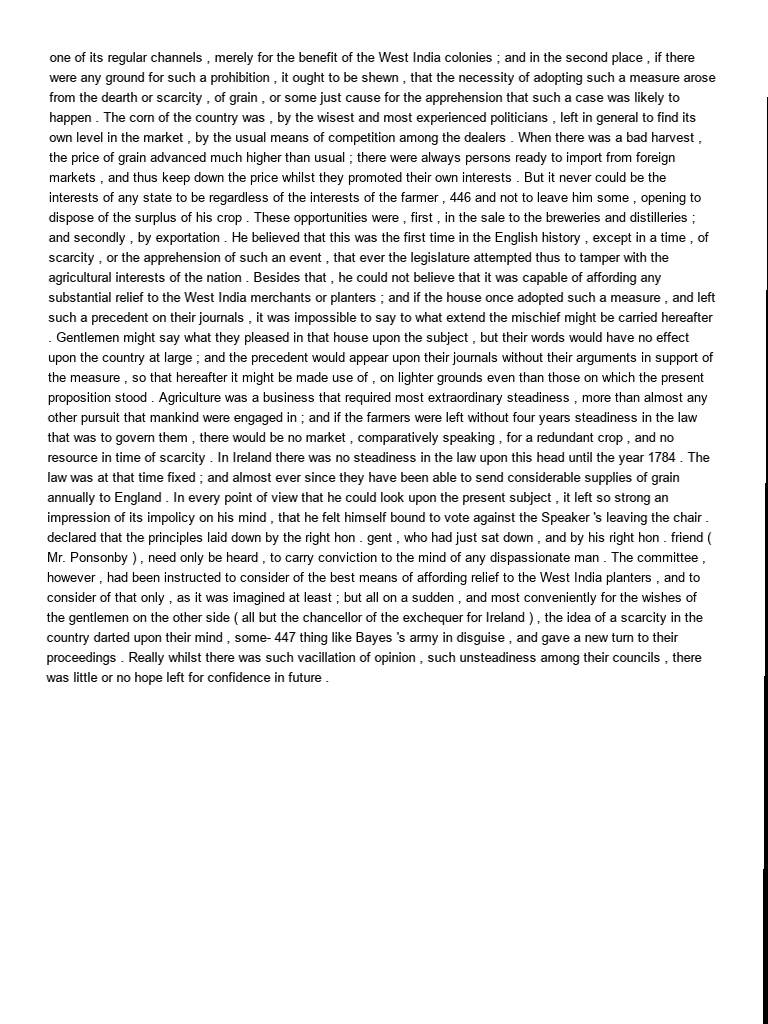 one of its regular channels , merely for the benefit of the West India colonies ; and in the second place , if there
were any ground for such a prohibition , it ought to be shewn , that the necessity of adopting such a measure arose
from the dearth or scarcity , of grain , or some just cause for the apprehension that such a case was likely to
happen . The corn of the country was , by the wisest and most experienced politicians , left in general to find its
own level in the market , by the usual means of competition among the dealers . When there was a bad harvest ,
the price of grain advanced much higher than usual ; there were always persons ready to import from foreign
markets , and thus keep down the price whilst they promoted their own interests . But it never could be the
interests of any state to be regardless of the interests of the farmer , 446 and not to leave him some , opening to
dispose of the surplus of his crop . These opportunities were , first , in the sale to the breweries and distilleries ;
and secondly , by exportation . He believed that this was the first time in the English history , except in a time , of
scarcity , or the apprehension of such an event , that ever the legislature attempted thus to tamper with the
agricultural interests of the nation . Besides that , he could not believe that it was capable of affording any
substantial relief to the West India merchants or planters ; and if the house once adopted such a measure , and left
such a precedent on their journals , it was impossible to say to what extend the mischief might be carried hereafter
. Gentlemen might say what they pleased in that house upon the subject , but their words would have no effect
upon the country at large ; and the precedent would appear upon their journals without their arguments in support of
the measure , so that hereafter it might be made use of , on lighter grounds even than those on which the present
proposition stood . Agriculture was a business that required most extraordinary steadiness , more than almost any
other pursuit that mankind were engaged in ; and if the farmers were left without four years steadiness in the law
that was to govern them , there would be no market , comparatively speaking , for a redundant crop , and no
resource in time of scarcity . In Ireland there was no steadiness in the law upon this head until the year 1784 . The
law was at that time fixed ; and almost ever since they have been able to send considerable supplies of grain
annually to England . In every point of view that he could look upon the present subject , it left so strong an
impression of its impolicy on his mind , that he felt himself bound to vote against the Speaker 's leaving the chair .
declared that the principles laid down by the right hon . gent , who had just sat down , and by his right hon . friend (
Mr. Ponsonby ) , need only be heard , to carry conviction to the mind of any dispassionate man . The committee ,
however , had been instructed to consider of the best means of affording relief to the West India planters , and to
consider of that only , as it was imagined at least ; but all on a sudden , and most conveniently for the wishes of
the gentlemen on the other side ( all but the chancellor of the exchequer for Ireland ) , the idea of a scarcity in the
country darted upon their mind , some- 447 thing like Bayes 's army in disguise , and gave a new turn to their
proceedings . Really whilst there was such vacillation of opinion , such unsteadiness among their councils , there
was little or no hope left for confidence in future .